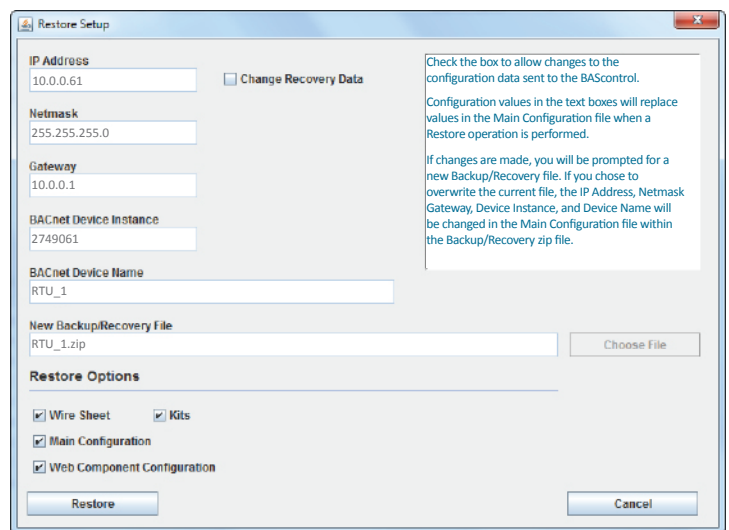 Restore Setup
IP Address
10.0.0.61
Change Recovery Data
Netmask
255.255.255.0
Gateway
10.0.0.1
BACnet Device Instance
2749061
BACnet Device Name
RTU_1
Check the box to allow changes to the
configuration data sent to the BAScontrol.
Configuration values in the text boxes will replace
values in the Main Configuration file when a
Restore operation is performed.
If changes are made, you will be prompted for a
new Backup/Recovery file. If you chose to
overwrite the current file, the IP Address, Netmask
Gateway, Device Instance, and Device Name will
be changed in the Main Configuration file within
the Backup/Recovery zip file.
New Backup/Recovery File
RTU_1.zip
Choose File
Restore Options
Wire Sheet
Kits
Main Configuration
Web Component Configuration
Restore
Cancel